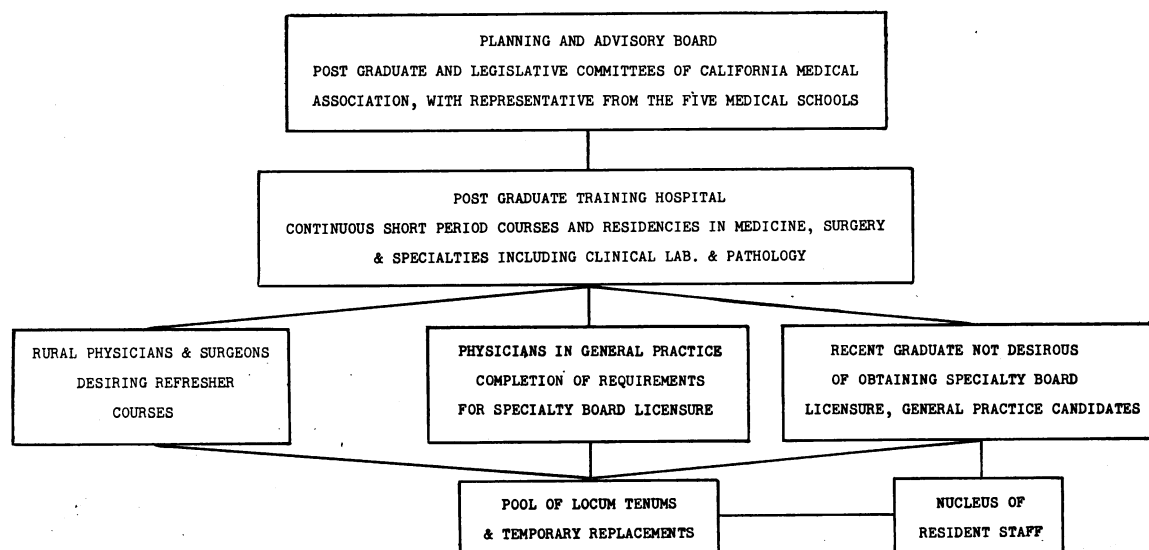 PLANNING AND ADVISORY BOARD
POST GRADUATE AND LEGISLATIVE COMMITTEES OF CALIFORNIA MEDICAL
ASSOCIATION, WITH REPRESENTATIVE FROM THE FIVE MEDICAL SCHOOLS
POST GRADUATE TRAINING HOSPITAL
CONTINUOUS SHORT PERIOD COURSES AND RESIDENCIES IN MEDICINE, SURGERY
& SPECIALTIES INCLUDING CLINICAL LAB. & PATHOLOGY
RURAL PHYSICIANS & SURGEONS
DESIRING REFRESHER
COURSES
PHYSICIANS IN GENERAL PRACTICE
COMPLETION OF REQUIREMENTS
FOR SPECIALTY BOARD LICENSURE
RECENT GRADUATE NOT DESIROUS
OF OBTAINING SPECIALTY BOARD
LICENSURE, GENERAL PRACTICE CANDIDATES
POOL OF LOCUM TENUMS
& TEMPORARY REPLACEMENTS
NUCLEUS OF
RESIDENT STAFF